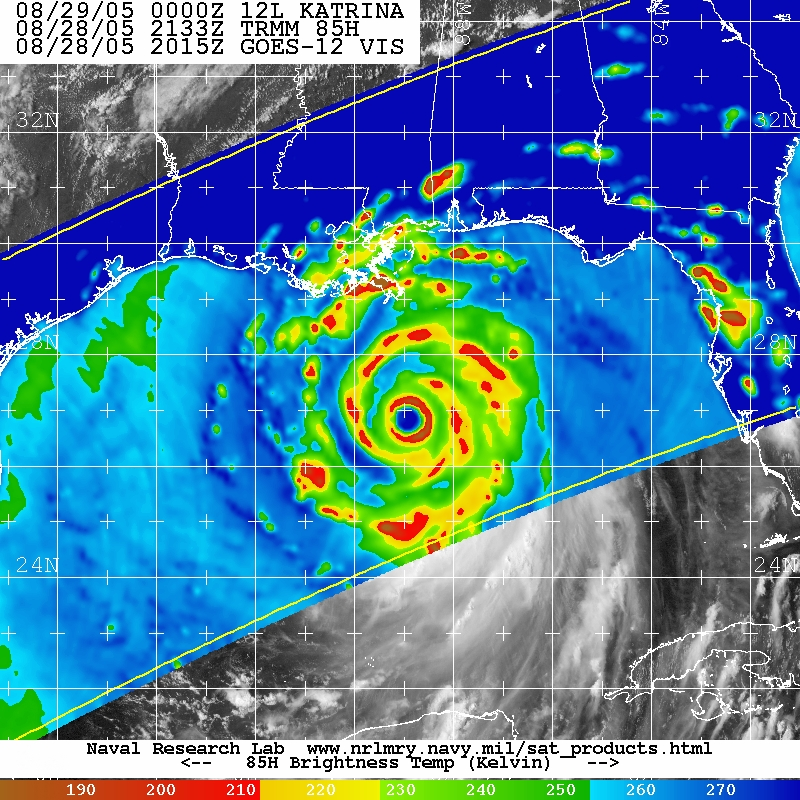 08/29/05 0000Z 12L KATRINA
08/28/05 2133Z TRMM 85H
08/28/05 2015Z GOES-12 VIS
32N 32N
28N 28N
24N 24N
Naval Research Lab www.nrlmry.navy.mil/sat_products.html
<-- 85H Brightness Temp (Kelvin) -->
190 200 210 220 230 240 250 260 270